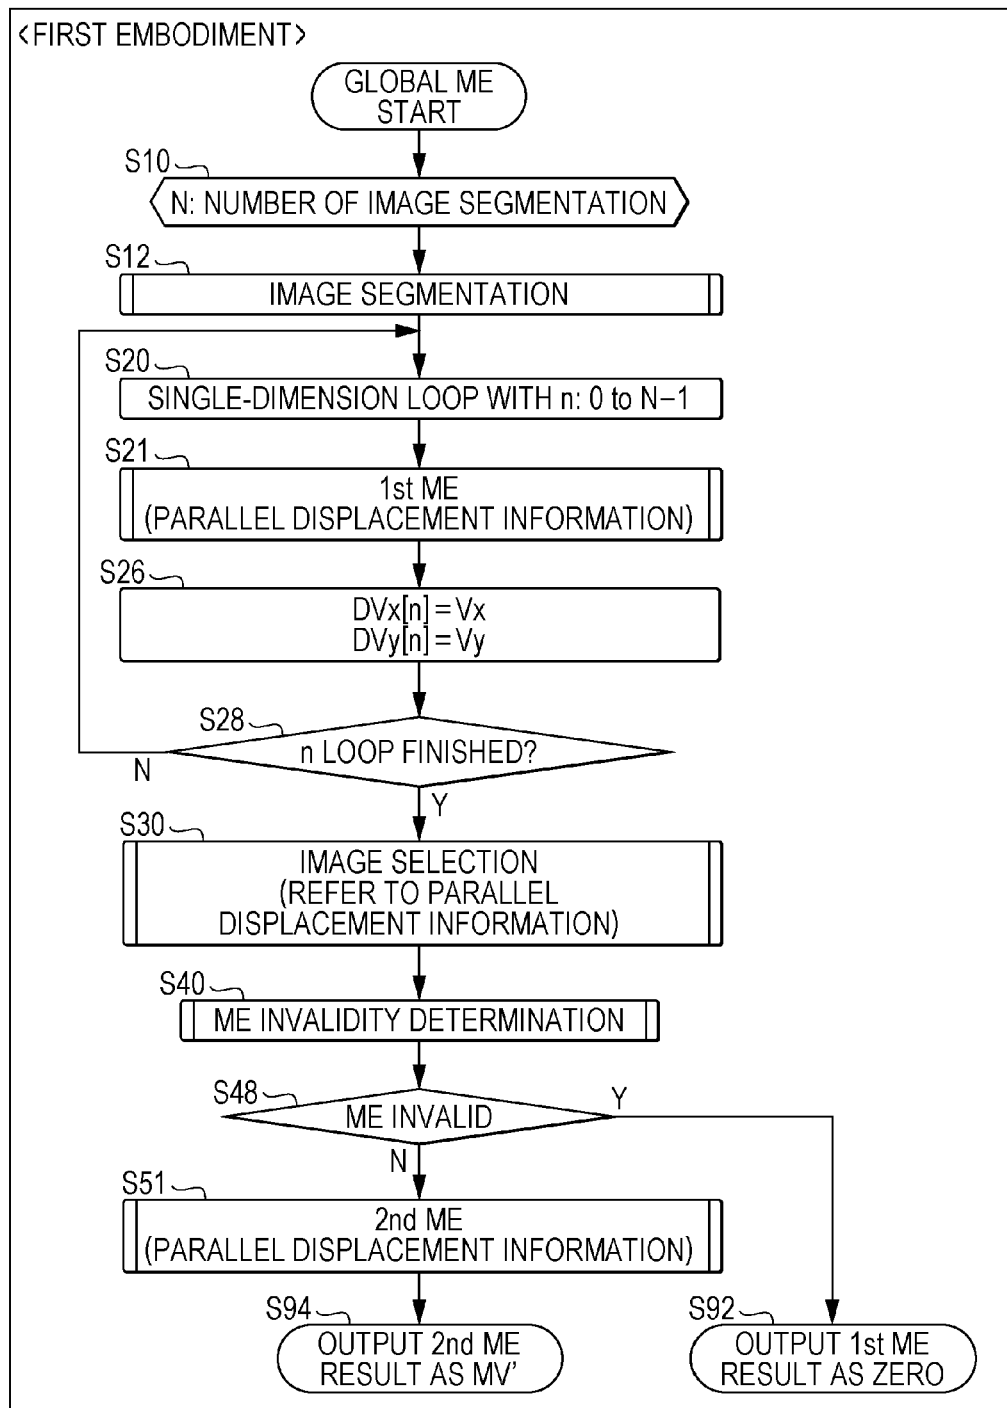 <FIRST EMBODIMENT>
GLOBAL ME
START
S10
N: NUMBER OF IMAGE SEGMENTATION
S12
IMAGE SEGMENTATION
S20
SINGLE-DIMENSION LOOP WITH n: 0 to N−1
S21
1st ME
(PARALLEL DISPLACEMENT INFORMATION)
S26
DVx[n] = Vx
DVy[n] = Vy
S28
n LOOP FINISHED?
N
Y
S30
IMAGE SELECTION
(REFER TO PARALLEL
DISPLACEMENT INFORMATION)
S40
ME INVALIDITY DETERMINATION
S48
ME INVALID
Y
N
S51
2nd ME
(PARALLEL DISPLACEMENT INFORMATION)
S94
OUTPUT 2nd ME
RESULT AS MV'
S92
OUTPUT 1st ME
RESULT AS ZERO